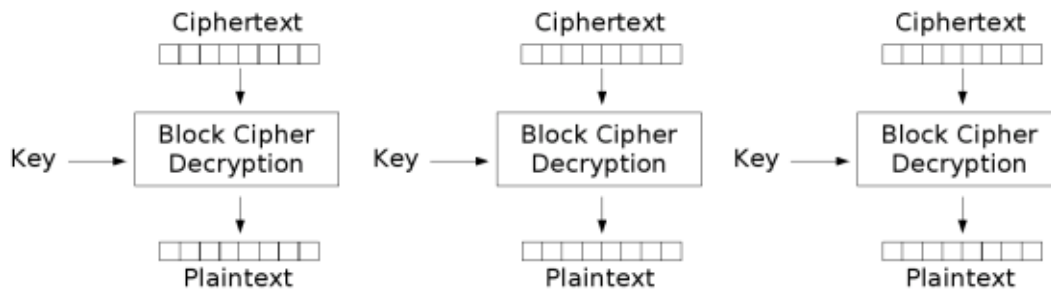 Ciphertext Ciphertext Ciphertext
Key Block Cipher Decryption Key Block Cipher Decryption Key Block Cipher Decryption
Plaintext Plaintext Plaintext